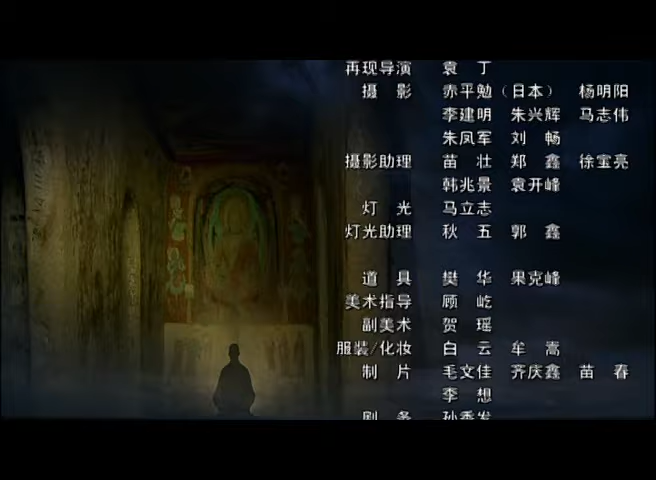 再现导演 袁 丁
摄 影 赤平勉（日本） 杨明阳
李建明 朱兴辉 马志伟
朱凤军 刘 畅
摄影助理 苗 壮 郑 鑫 徐宝亮
韩兆景 袁开峰
灯 光 马立志
灯光助理 秋 五 郭 鑫
道 具 樊 华 果克峰
美术指导 顾 屹
副美术 贺 瑶
服装/化妆 白 云 牟 嵩
制 片 毛文佳 齐庆鑫 苗 春
李 想
剧 务